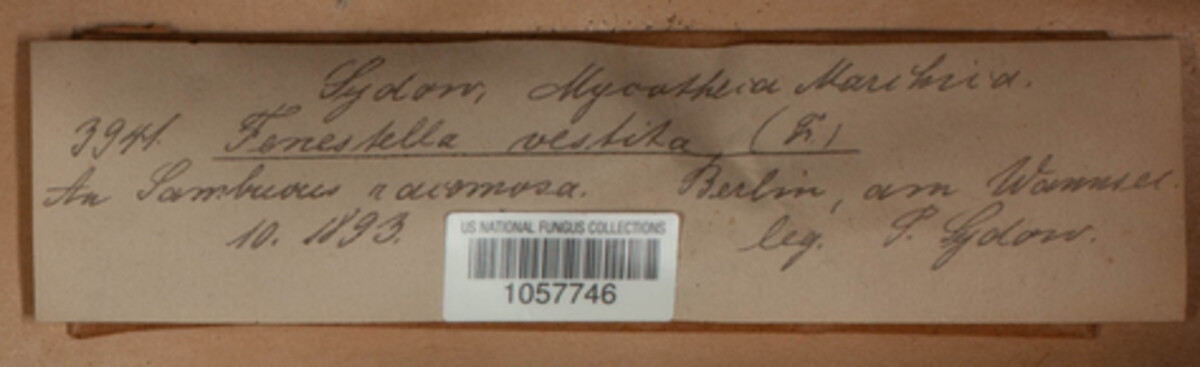 Sydow, Mycotheca Marchica.
3941. Fenestella vestita (Fr.)
An Sambucus racemosa. Berlin, am Wannsee.
10. 1893. leg. P. Sydow.
US NATIONAL FUNGUS COLLECTIONS
1057746